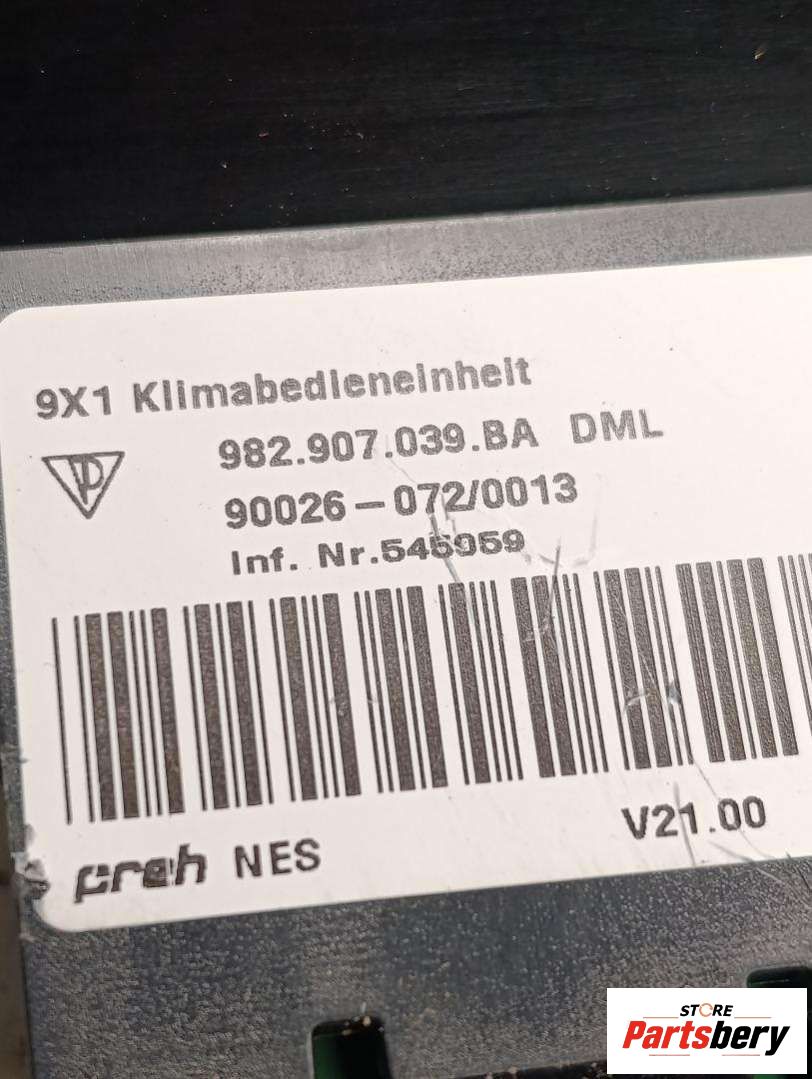 9X1 Klimabedieneinheit
982.907.039.BA DML
90026-072/0013
Inf. Nr.545959
preh NES
V21.00
STORE
Partsbery